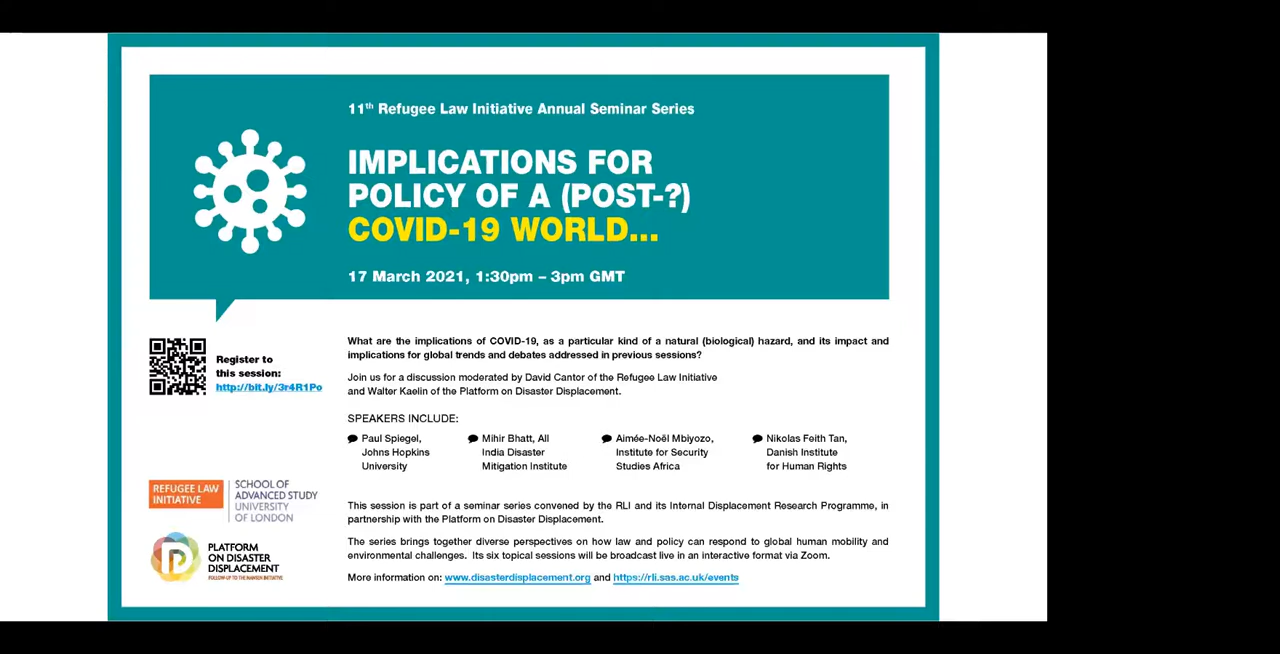 11th Refugee Law Initiative Annual Seminar Series
IMPLICATIONS FOR
POLICY OF A (POST-?)
COVID-19 WORLD...
17 March 2021, 1:30pm – 3pm GMT
Register to
this session:
http://bit.ly/3r4R1Po
What are the implications of COVID-19, as a particular kind of a natural (biological) hazard, and its impact and
implications for global trends and debates addressed in previous sessions?
Join us for a discussion moderated by David Cantor of the Refugee Law Initiative
and Walter Kaelin of the Platform on Disaster Displacement.
SPEAKERS INCLUDE:
Paul Spiegel,
Johns Hopkins
University
Mihir Bhatt, All
India Disaster
Mitigation Institute
Aimée-Noël Mbiyozo,
Institute for Security
Studies Africa
Nikolas Feith Tan,
Danish Institute
for Human Rights
REFUGEE LAW
INITIATIVE
SCHOOL OF
ADVANCED STUDY
UNIVERSITY
OF LONDON
PLATFORM
ON DISASTER
DISPLACEMENT
FOLLOW-UP TO THE NANSEN INITIATIVE
This session is part of a seminar series convened by the RLI and its Internal Displacement Research Programme, in
partnership with the Platform on Disaster Displacement.
The series brings together diverse perspectives on how law and policy can respond to global human mobility and
environmental challenges. Its six topical sessions will be broadcast live in an interactive format via Zoom.
More information on: www.disasterdisplacement.org and https://rli.sas.ac.uk/events